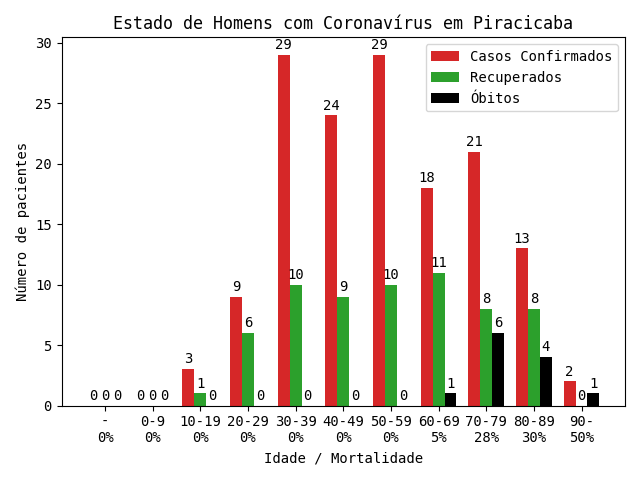 Estado de Homens com Coronavírus em Piracicaba
Casos Confirmados
Recuperados
Óbitos
Número de pacientes
30
25
20
15
10
5
0
0 0 0
0 0 0
3 1 0
9 6 0
29 10 0
24 9 0
29 10 0
18 11 1
21 8 6
13 8 4
2 0 1
- 0-9 10-19 20-29 30-39 40-49 50-59 60-69 70-79 80-89 90-
0% 0% 0% 0% 0% 0% 0% 5% 28% 30% 50%
Idade / Mortalidade